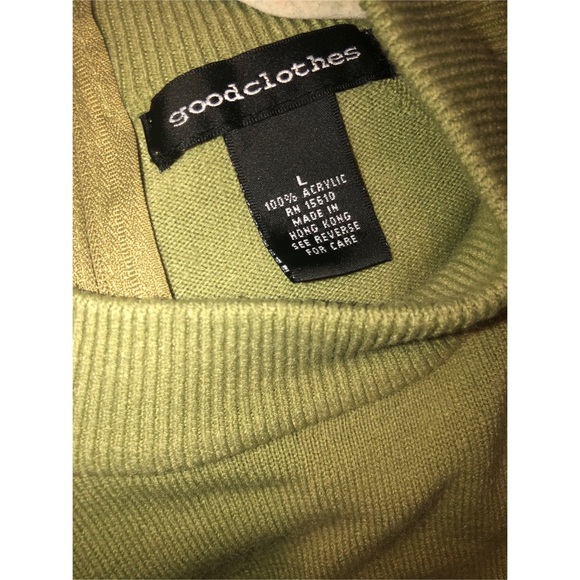 goodclothes
L
100% ACRYLIC
RN 15610
MADE IN
HONG KONG
SEE REVERSE
FOR CARE